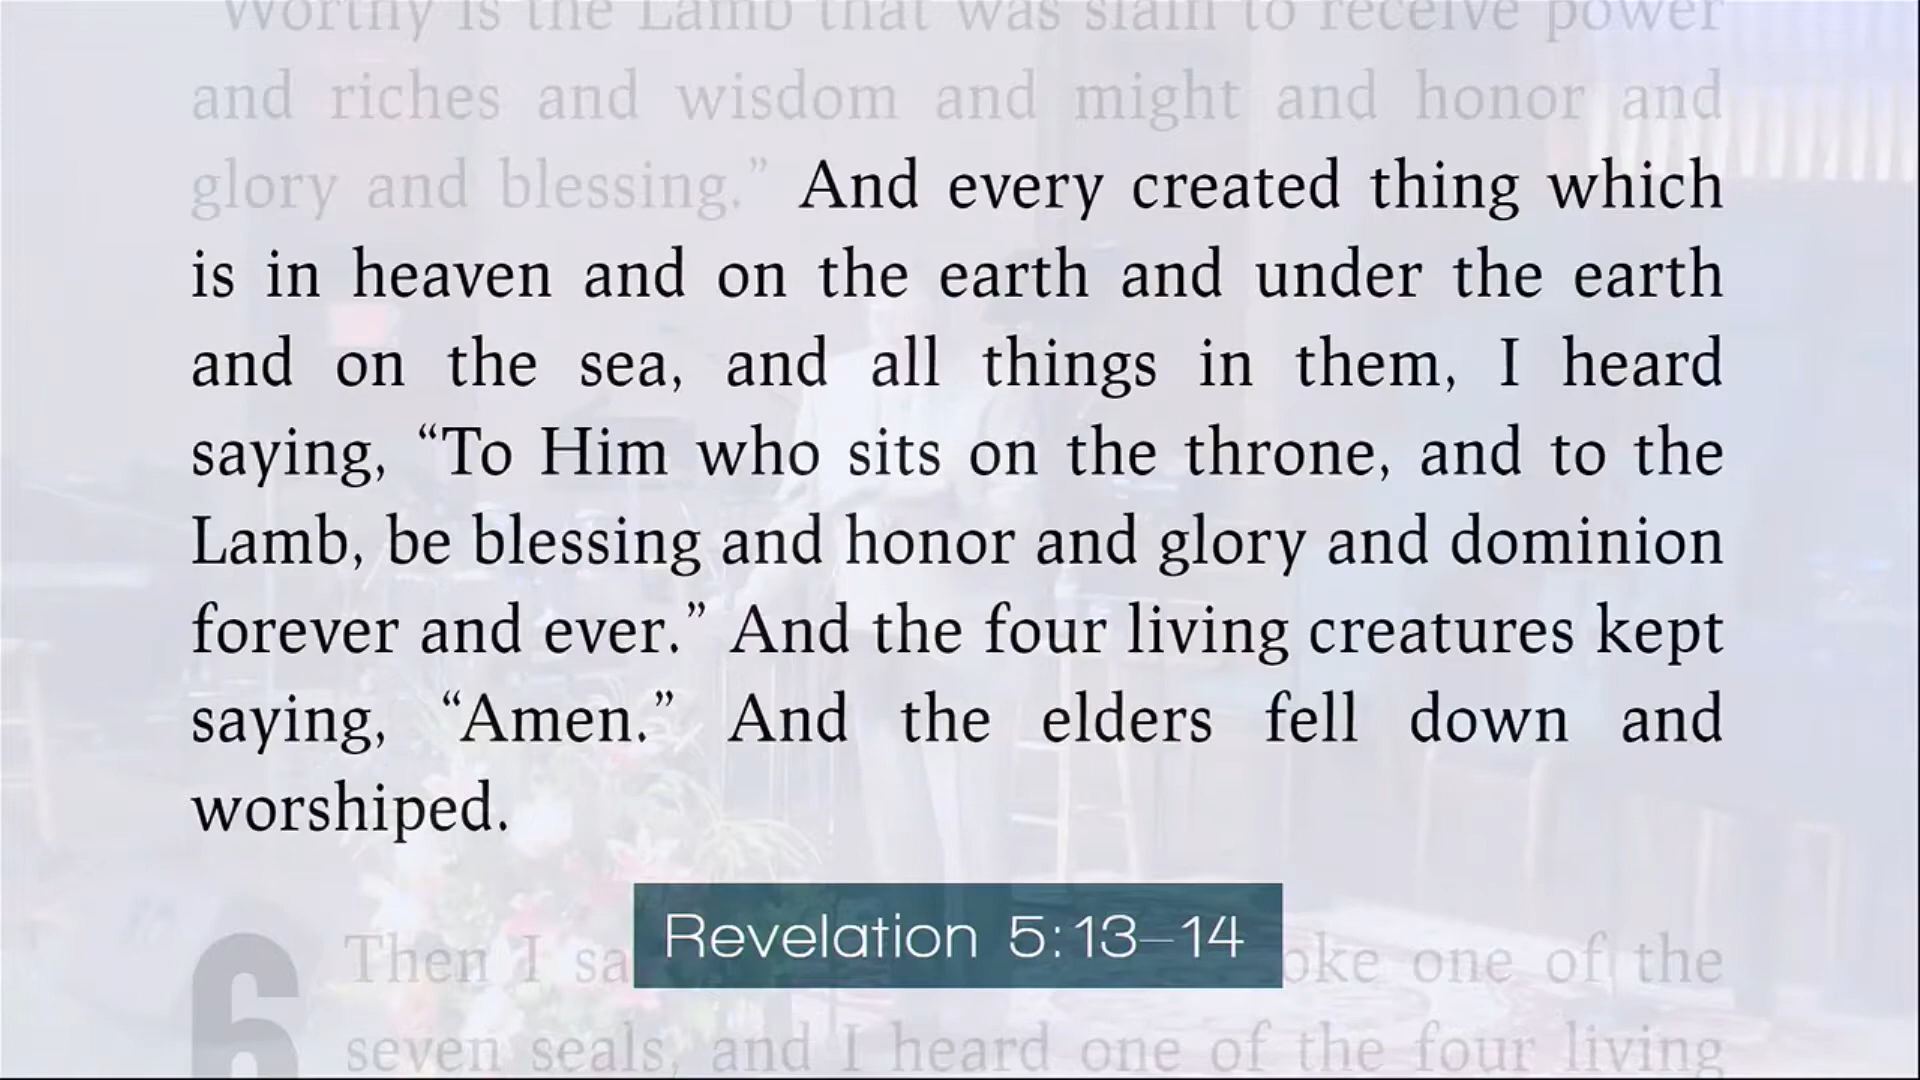 Worthy is the Lamb that was slain to receive power
and riches and wisdom and might and honor and
glory and blessing.” And every created thing which
is in heaven and on the earth and under the earth
and on the sea, and all things in them, I heard
saying, “To Him who sits on the throne, and to the
Lamb, be blessing and honor and glory and dominion
forever and ever.” And the four living creatures kept
saying, “Amen.” And the elders fell down and
worshiped.
Revelation 5:13–14
6 Then I sa oke one of the
seven seals, and I heard one of the four living